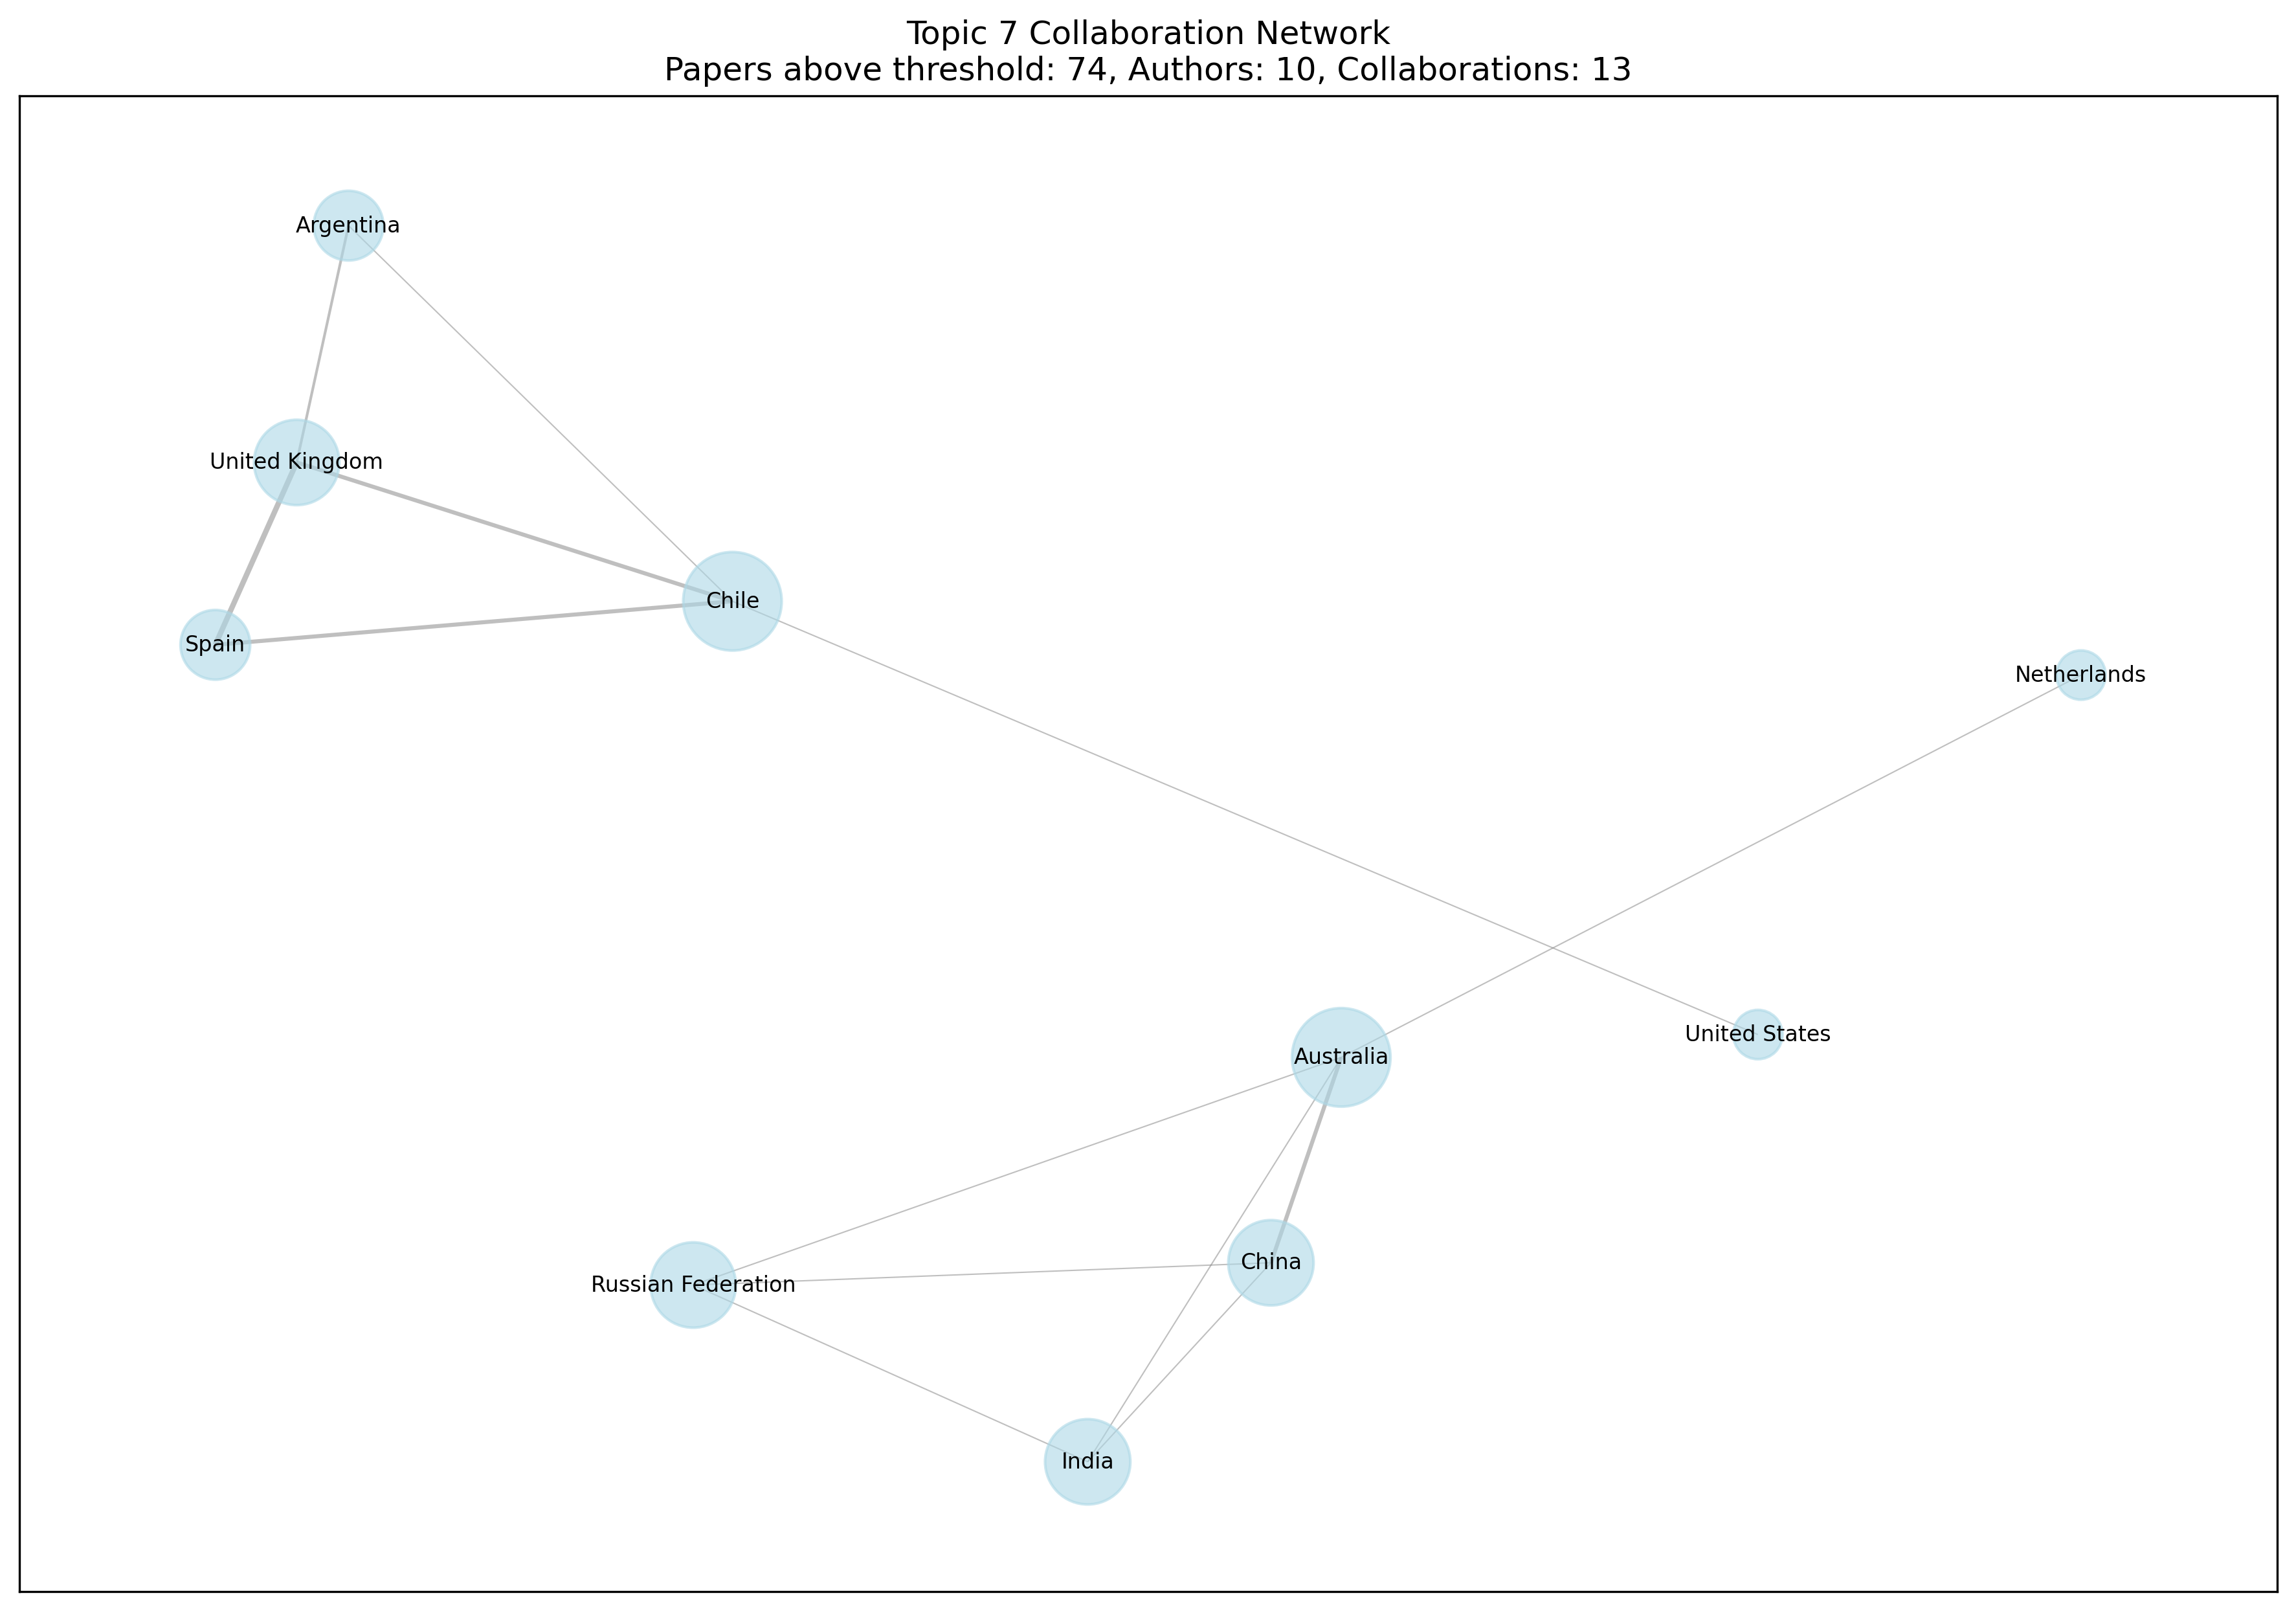 Topic 7 Collaboration Network
Papers above threshold: 74, Authors: 10, Collaborations: 13
Argentina
United Kingdom
Chile
Spain
Netherlands
United States
Australia
China
Russian Federation
India